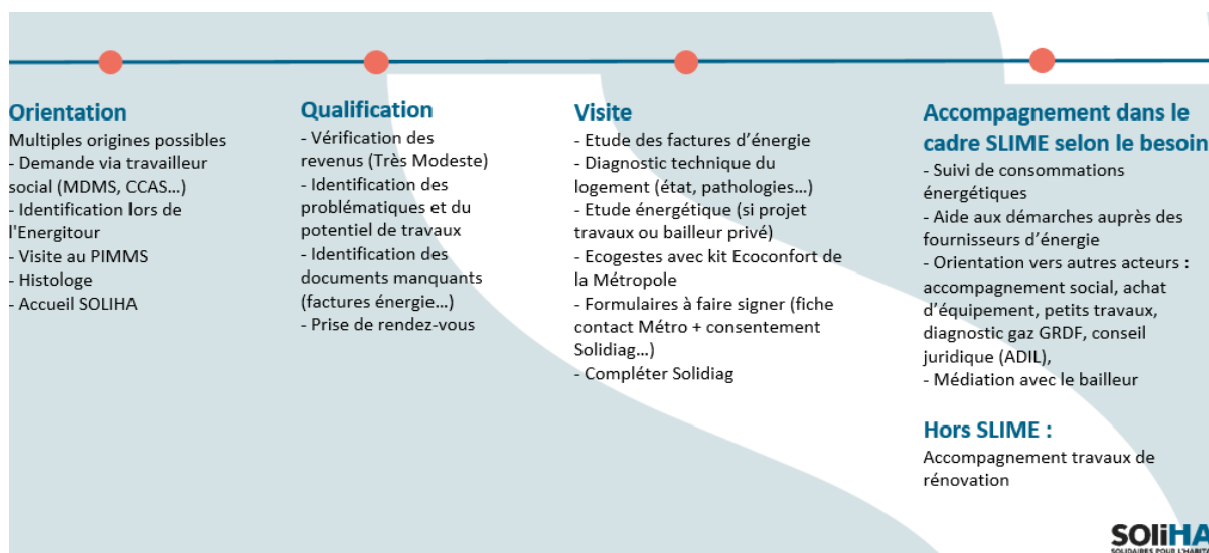 Orientation
Multiples origines possibles
- Demande via travailleur
social (MDMS, CCAS...)
- Identification lors de
l'Energitour
- Visite au PIMMS
- Histologe
- Accueil SOLIHA
Qualification
- Vérification des
revenus (Très Modeste)
- Identification des
problématiques et du
potentiel de travaux
- Identification des
documents manquants
(factures énergie...)
- Prise de rendez-vous
Visite
- Etude des factures d'énergie
- Diagnostic technique du
logement (état, pathologies...)
- Etude énergétique (si projet
travaux ou bailleur privé)
- Ecogestes avec kit Ecoconfort de
la Métropole
- Formulaires à faire signer (fiche
contact Métro + consentement
Solidiag...)
- Compléter Solidiag
Accompagnement dans le
cadre SLIME selon le besoin
- Suivi de consommations
énergétiques
- Aide aux démarches auprès des
fournisseurs d'énergie
- Orientation vers autres acteurs :
accompagnement social, achat
d'équipement, petits travaux,
diagnostic gaz GRDF, conseil
juridique (ADIL),
- Médiation avec le bailleur
Hors SLIME :
Accompagnement travaux de
rénovation
SOliHA
SOLIDAIRES POUR L'HABITA